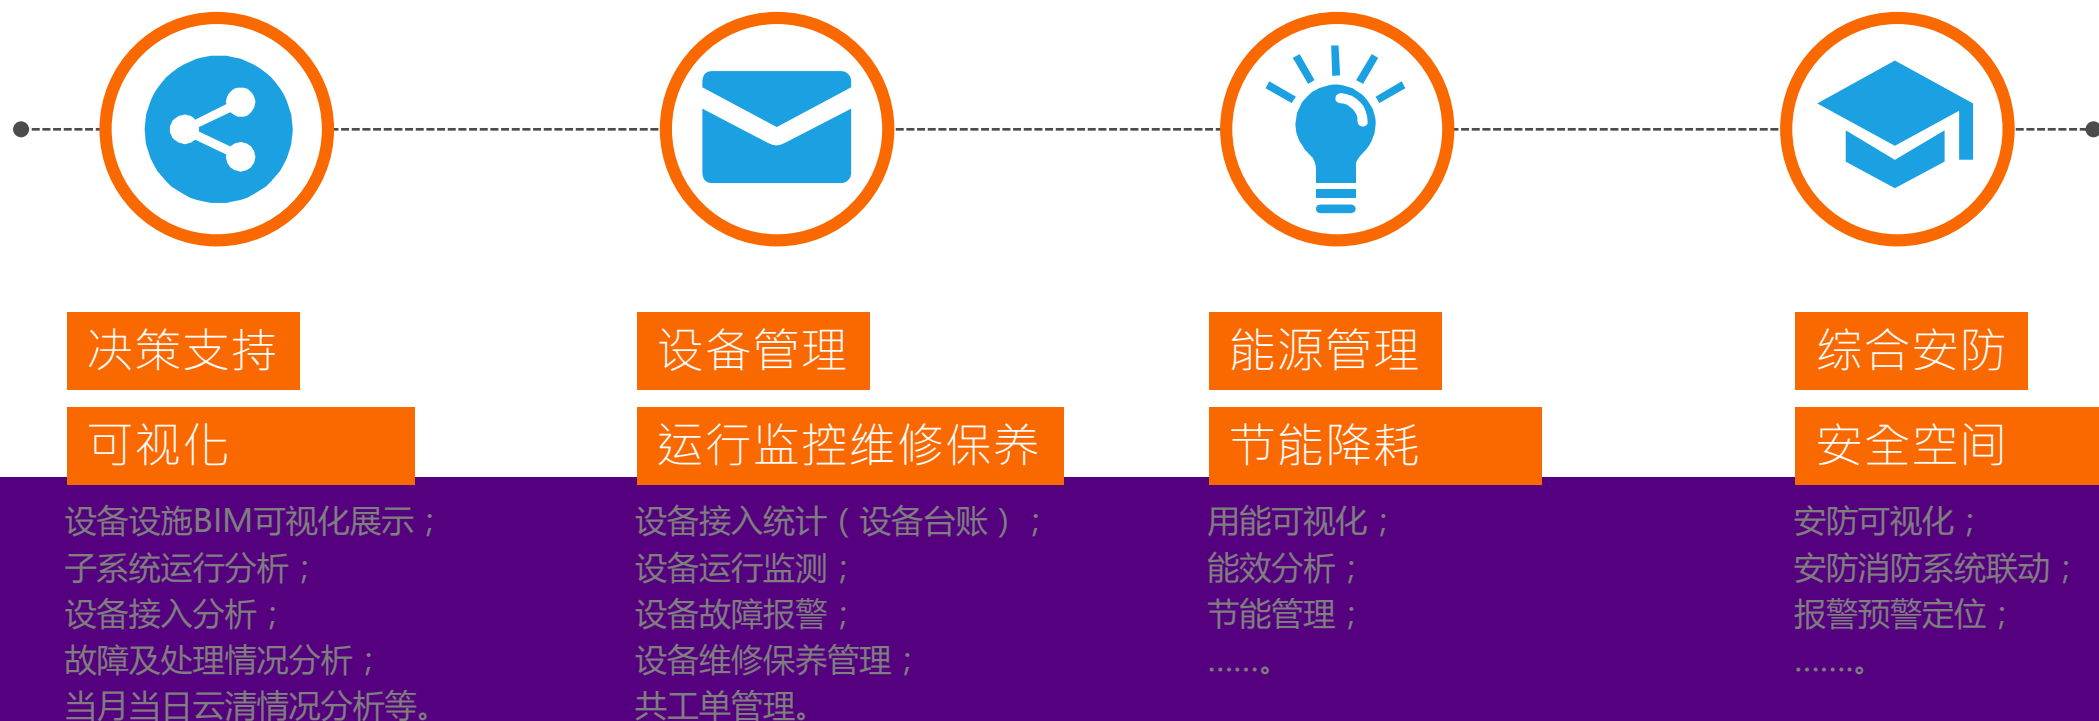 决策支持
可视化
设备设施BIM可视化展示；
子系统运行分析；
设备接入分析；
故障及处理情况分析；
当月当日云清情况分析等。
设备管理
运行监控维修保养
设备接入统计（设备台账）；
设备运行监测；
设备故障报警；
设备维修保养管理；
共工单管理。
能源管理
节能降耗
用能可视化；
能效分析；
节能管理；
......。
综合安防
安全空间
安防可视化；
安防消防系统联动；
报警预警定位；
.......。